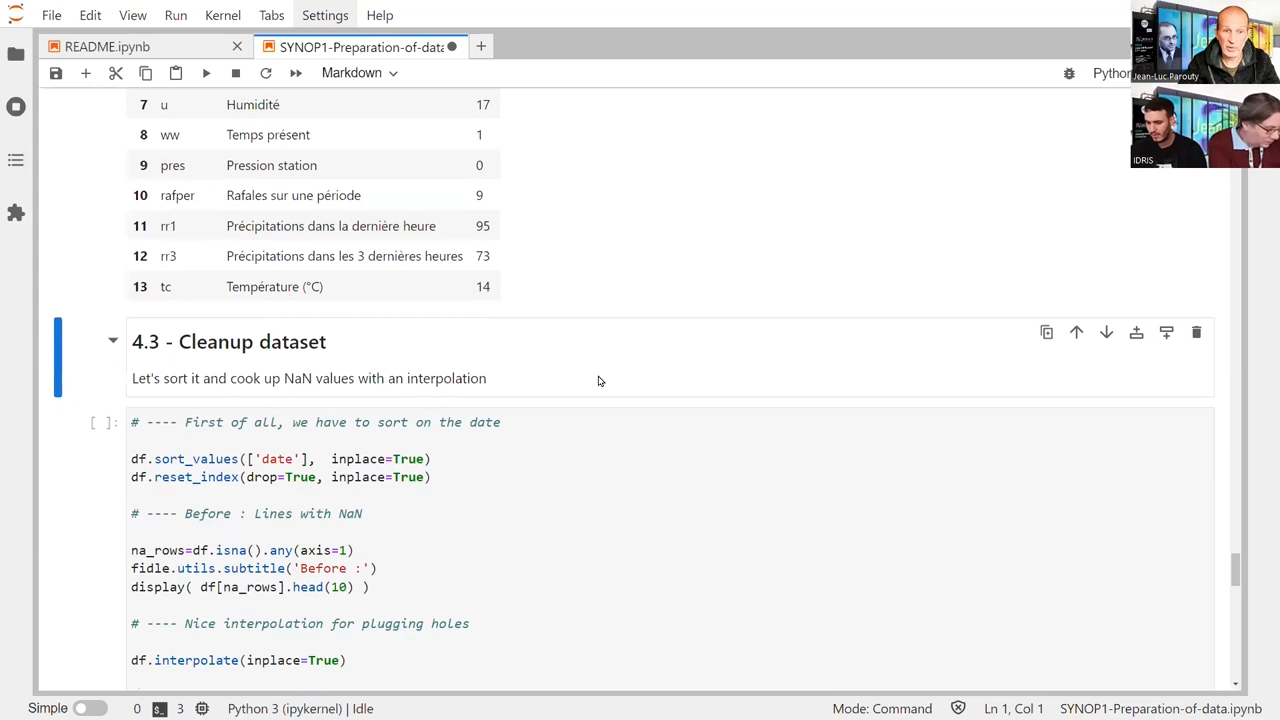 File Edit View Run Kernel Tabs Settings Help
README.ipynb
SYNOP1-Preparation-of-data
Markdown
Python
Jean-Luc Parouty
IDRIS
7 u Humidité 17
8 ww Temps présent 1
9 pres Pression station 0
10 rafper Rafales sur une période 9
11 rr1 Précipitations dans la dernière heure 95
12 rr3 Précipitations dans les 3 dernières heures 73
13 tc Température (°C) 14
4.3 - Cleanup dataset
Let's sort it and cook up NaN values with an interpolation
[ ]:
# ---- First of all, we have to sort on the date
df.sort_values(['date'],  inplace=True)
df.reset_index(drop=True, inplace=True)
# ---- Before : Lines with NaN
na_rows=df.isna().any(axis=1)
fidle.utils.subtitle('Before :')
display( df[na_rows].head(10) )
# ---- Nice interpolation for plugging holes
df.interpolate(inplace=True)
Simple 0 3 Python 3 (ipykernel) | Idle Mode: Command Ln 1, Col 1 SYNOP1-Preparation-of-data.ipynb